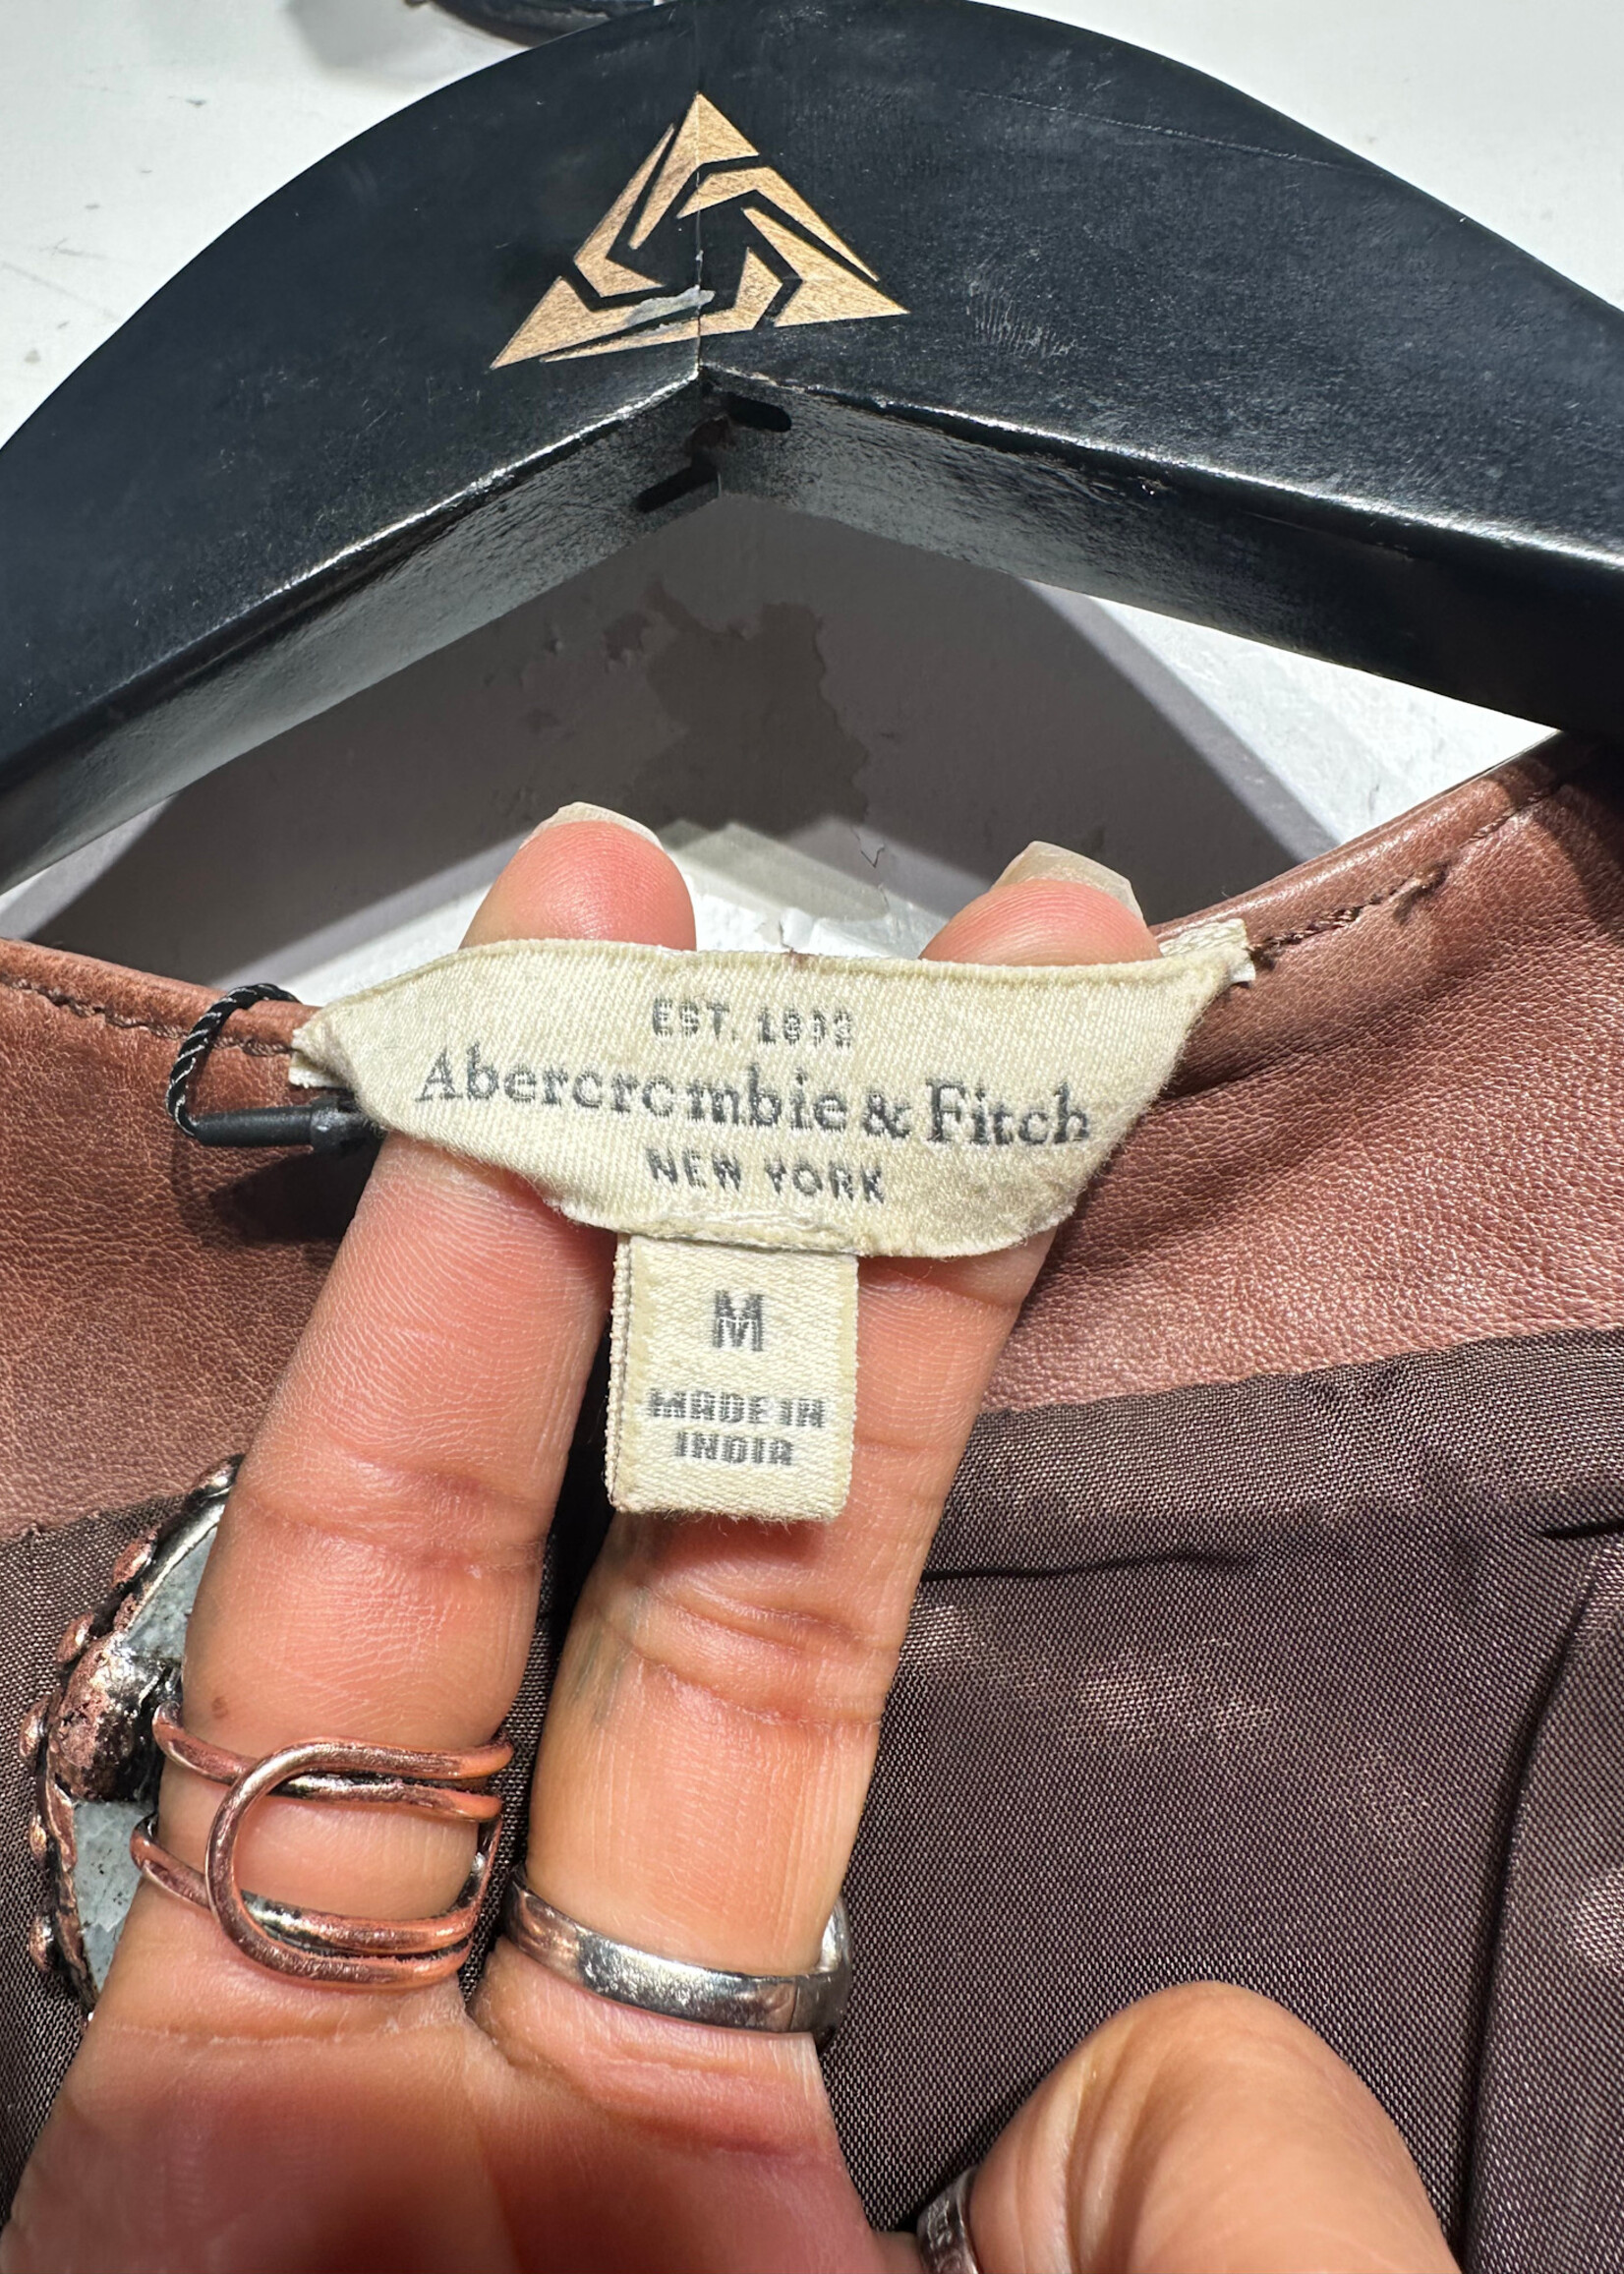 EST. 1892
Abercrombie & Fitch
NEW YORK
M
MADE IN
INDIA